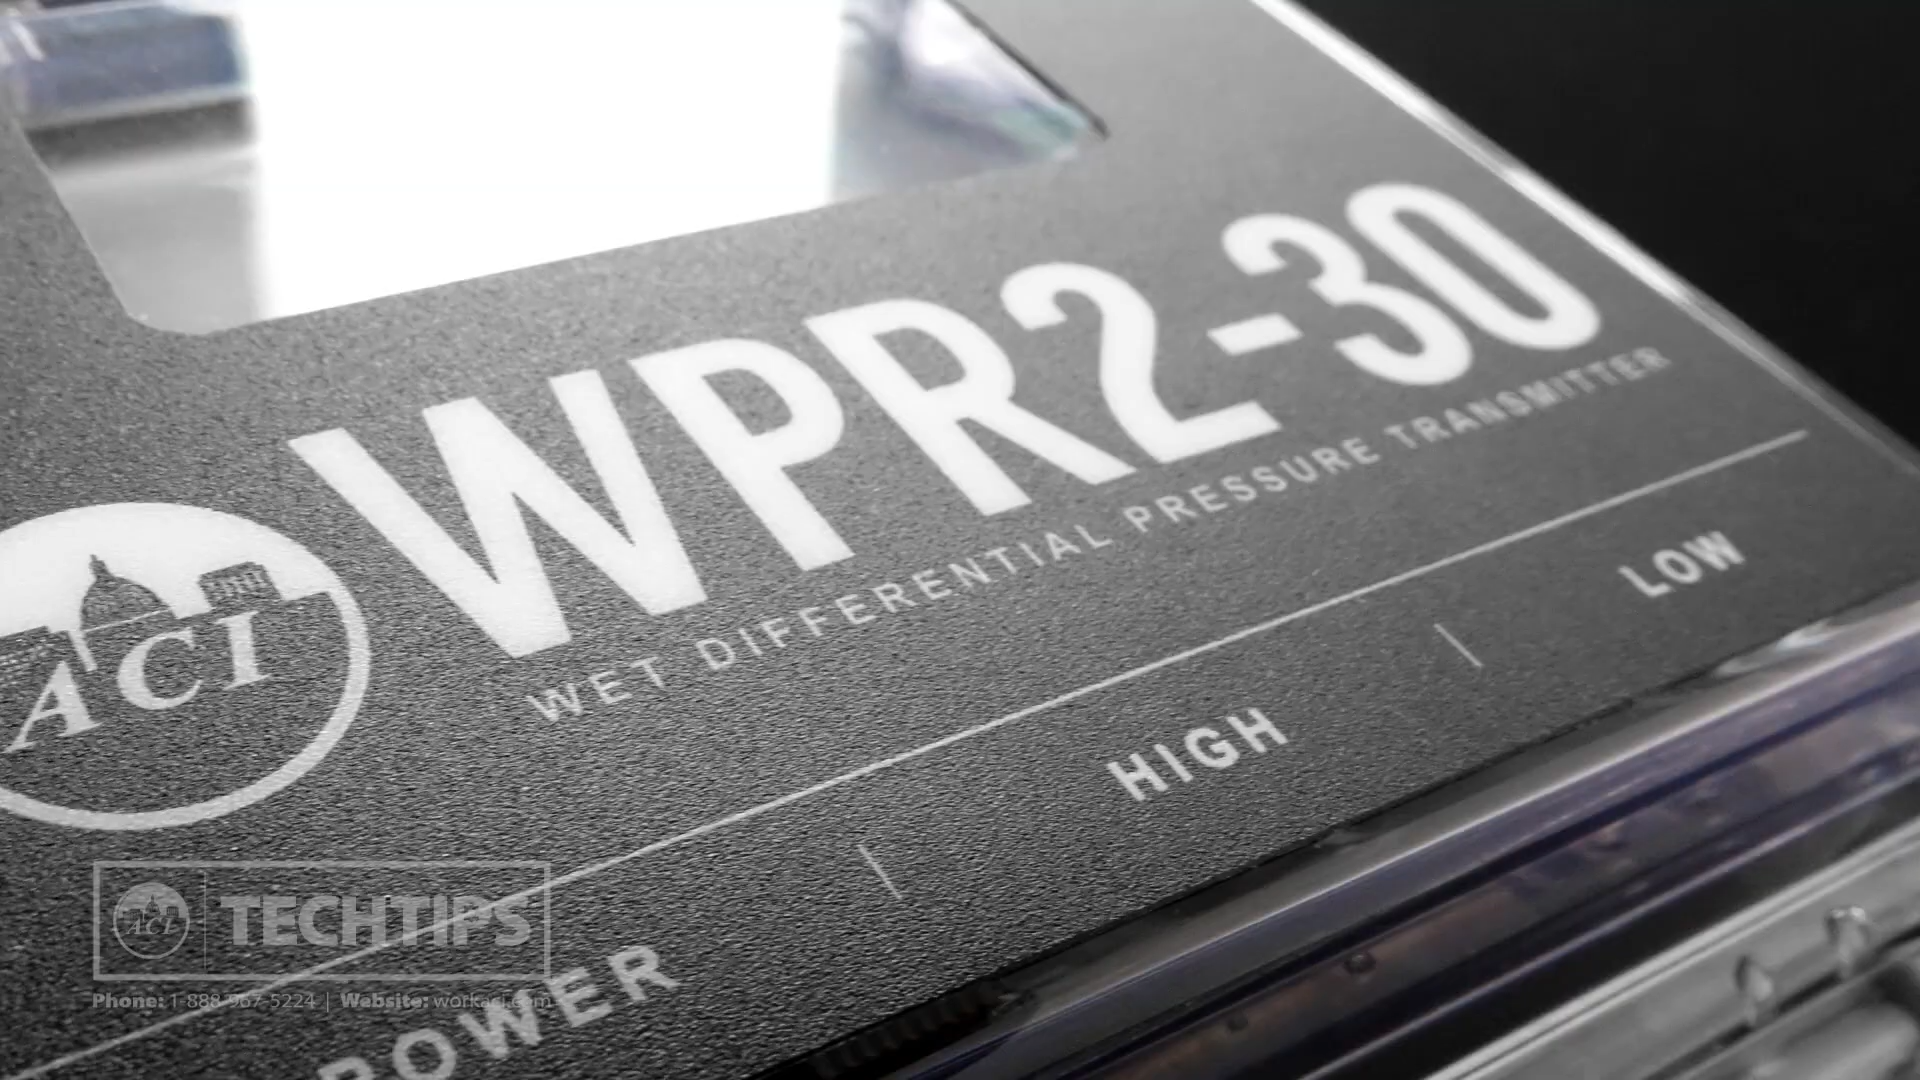 WPR2-30
ACI
WET DIFFERENTIAL PRESSURE TRANSMITTER
LOW
HIGH
POWER
ACI TECHTIPS
Phone: 1-888-967-5224 | Website: workaci.com